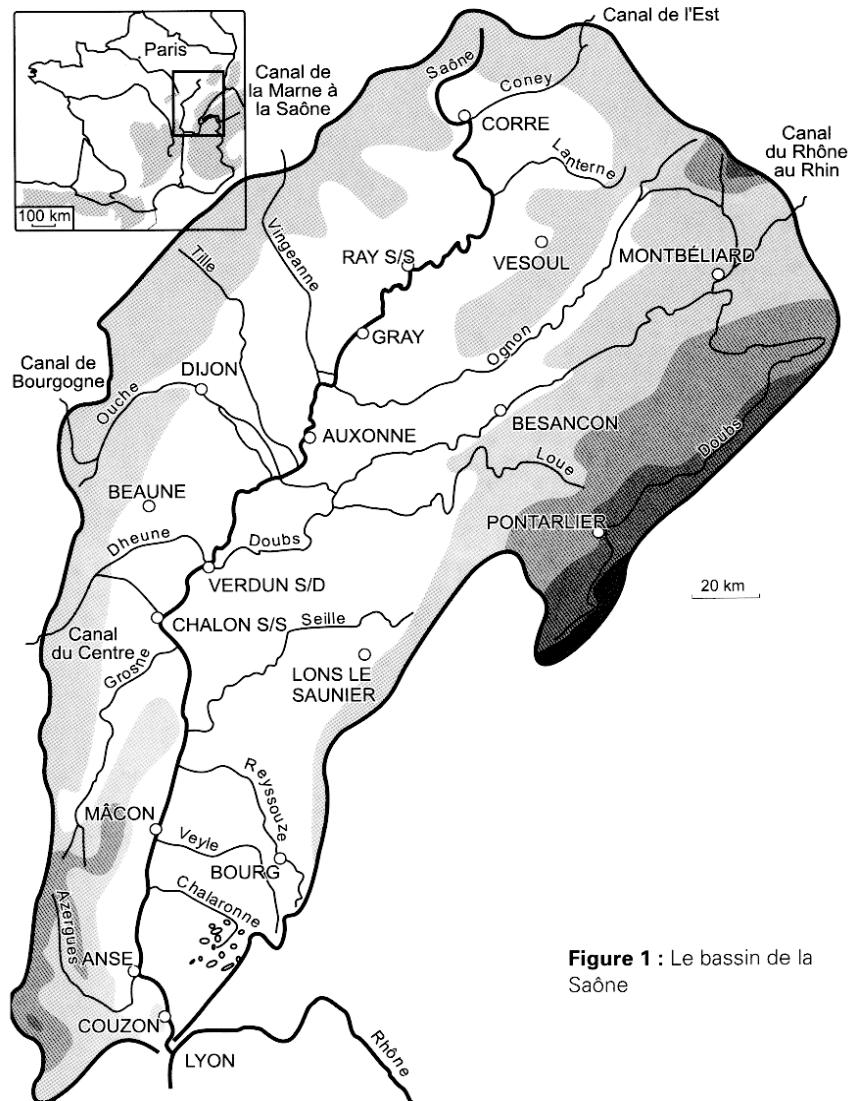 Paris
100 km
Canal de l'Est
Canal de
la Marne à
la Saône
Saône
Coney
CORRE
Canal
du Rhône
au Rhin
Lanterne
Vingeanne
Tille
RAY S/S
VESOUL
MONTBÉLIARD
GRAY
Ognon
Canal de
Bourgogne
DIJON
Ouche
BESANCON
AUXONNE
Doubs
Loue
BEAUNE
PONTARLIER
Dheune
Doubs
VERDUN S/D
20 km
CHALON S/S
Seille
Canal
du Centre
Grosne
LONS LE
SAUNIER
Reyssouze
MÂCON
Veyle
BOURG
Chalaronne
Azergues
ANSE
Figure 1 : Le bassin de la
Saône
COUZON
LYON
Rhône